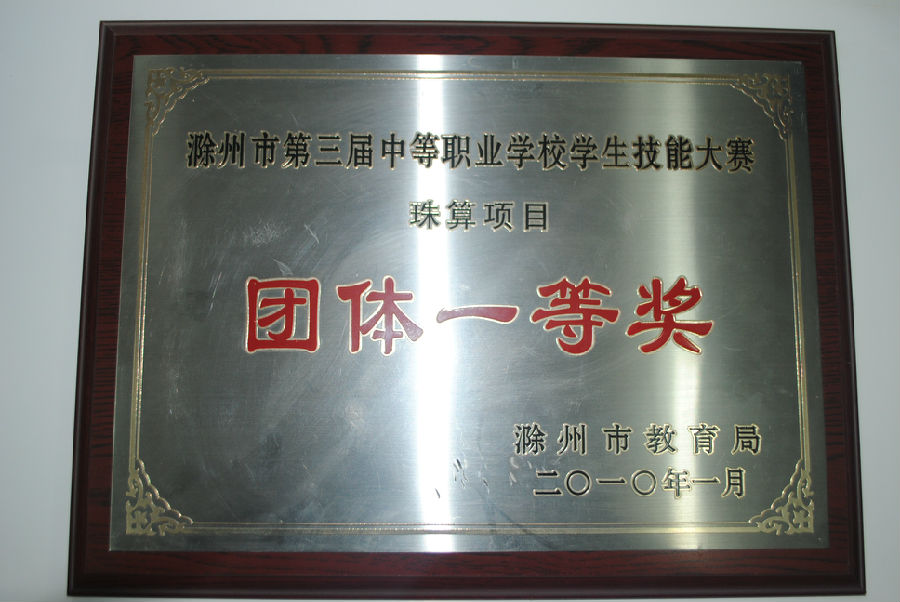 滁州市第三届中等职业学校学生技能大赛
珠算项目
团体一等奖
滁州市教育局
二〇一〇年一月